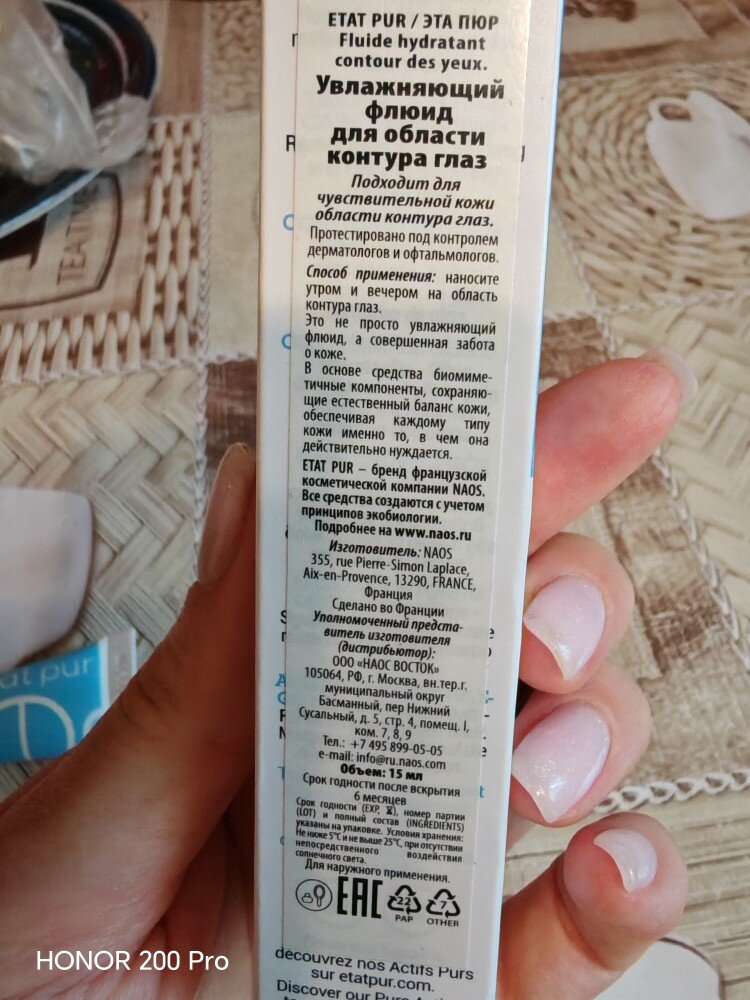 ETAT PUR / ЭТА ПЮР
Fluide hydratant
contour des yeux.
Увлажняющий
флюид
для области
контура глаз
Подходит для
чувствительной кожи
области контура глаз.
Протестировано под контролем
дерматологов и офтальмологов.
Способ применения: наносите
утром и вечером на область
контура глаз.
Это не просто увлажняющий
флюид, а совершенная забота
о коже.
В основе средства биомиме-
тичные компоненты, сохраняю-
щие естественный баланс кожи,
обеспечивая каждому типу
кожи именно то, в чем она
действительно нуждается.
ETAT PUR – бренд французской
косметической компании NAOS.
Все средства создаются с учетом
принципов экобиологии.
Подробнее на www.naos.ru
Изготовитель: NAOS
355, rue Pierre-Simon Laplace,
Aix-en-Provence, 13290, FRANCE,
Франция
Сделано во Франции
Уполномоченный предста-
витель изготовителя
(дистрибьютор):
ООО «НАОС ВОСТОК»
105064, РФ, г. Москва, вн.тер.г.
муниципальный округ
Басманный, пер Нижний
Сусальный, д. 5, стр. 4, помещ. I,
ком. 7, 8, 9
Тел.: +7 495 899-05-05
e-mail: info@ru.naos.com
Объем: 15 мл
Срок годности после вскрытия
6 месяцев
Срок годности (EXP, ), номер партии
(LOT) и полный состав (INGREDIENTS)
указаны на упаковке. Условия хранения:
Не ниже 5°C и не выше 25°C, при отсутствии
непосредственного воздействия
солнечного света.
Для наружного применения.
EAC
22
PAP
7
OTHER
découvrez nos Actifs Purs
sur etatpur.com.
Discover our Pure
at pur
HONOR 200 Pro